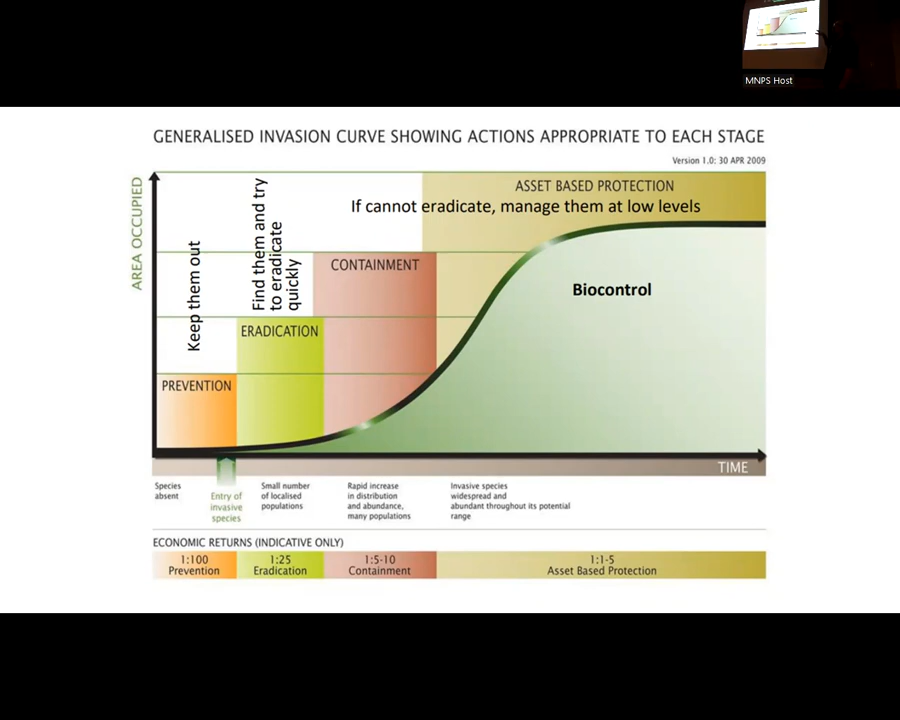 MNPS Host
GENERALISED INVASION CURVE SHOWING ACTIONS APPROPRIATE TO EACH STAGE
Version 1.0: 30 APR 2009
AREA OCCUPIED
Keep them out
Find them and try
to eradicate
quickly
ASSET BASED PROTECTION
If cannot eradicate, manage them at low levels
CONTAINMENT
Biocontrol
ERADICATION
PREVENTION
TIME
Species
absent
Entry of
invasive
species
Small number
of localised
populations
Rapid increase
in distribution
and abundance,
many populations
Invasive species
widespread and
abundant throughout its potential
range
ECONOMIC RETURNS (INDICATIVE ONLY)
1:100
Prevention
1:25
Eradication
1:5-10
Containment
1:1-5
Asset Based Protection